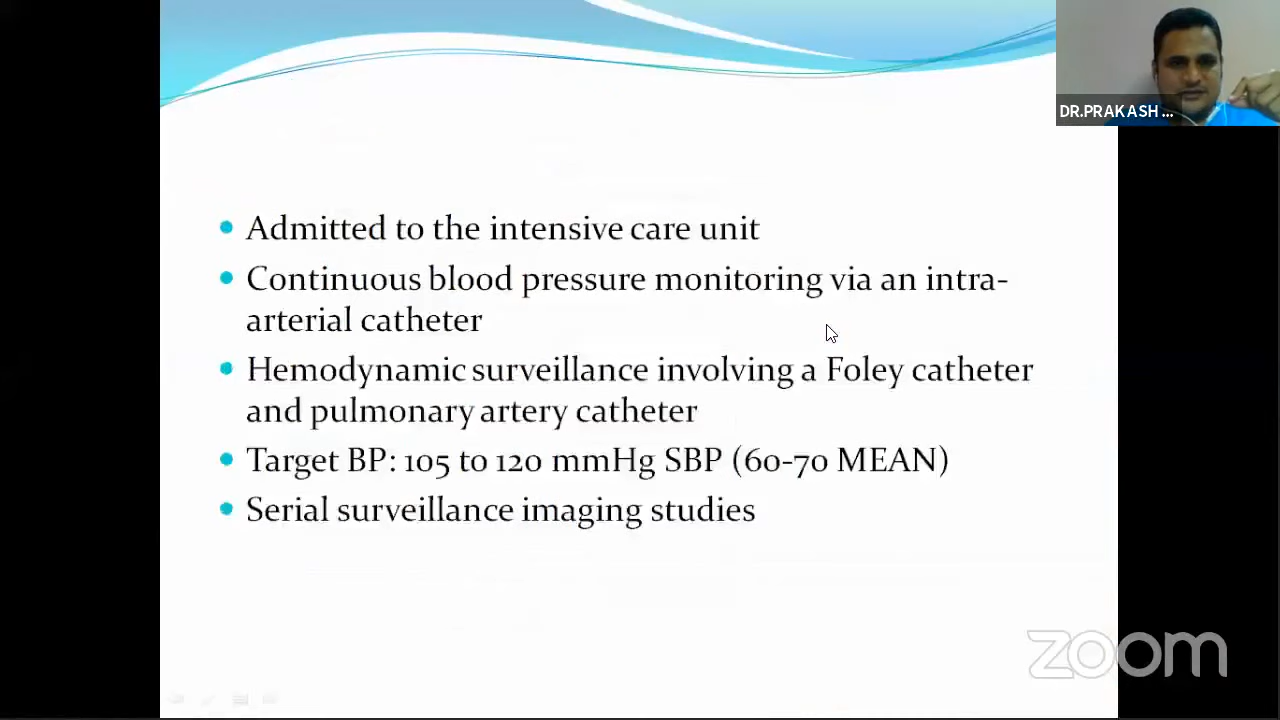 DR.PRAKASH ...
Admitted to the intensive care unit
Continuous blood pressure monitoring via an intra-
arterial catheter
Hemodynamic surveillance involving a Foley catheter
and pulmonary artery catheter
Target BP: 105 to 120 mmHg SBP (60-70 MEAN)
Serial surveillance imaging studies
zoom